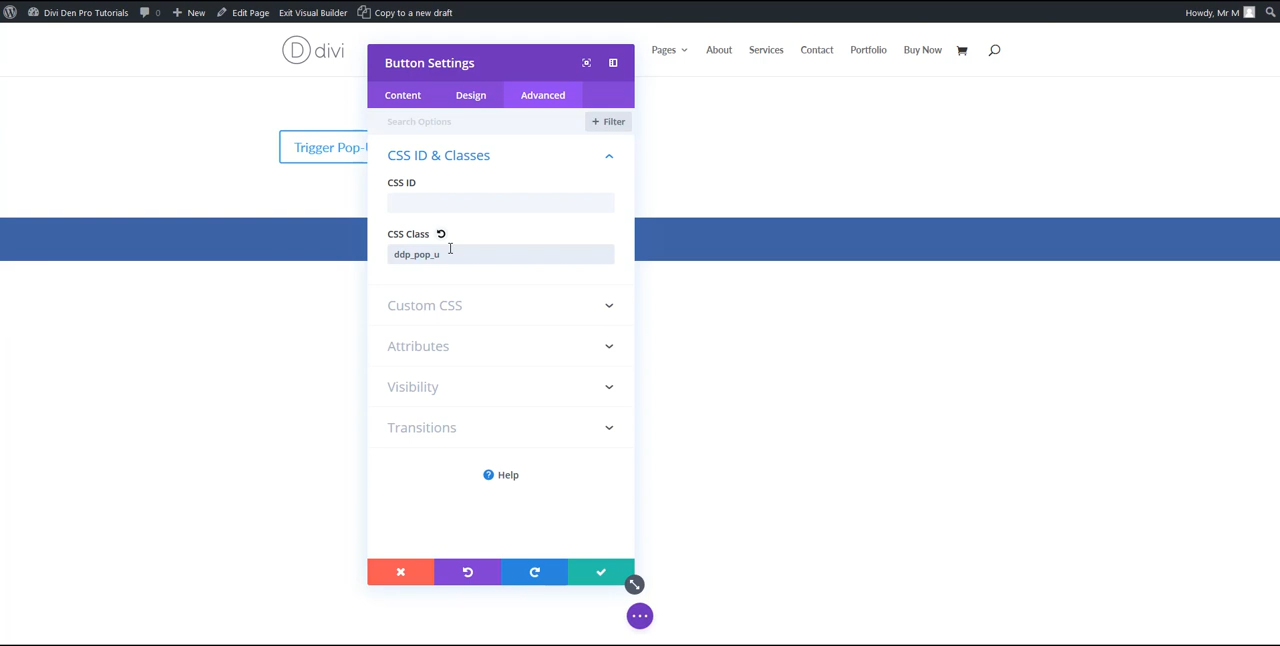 Divi Den Pro Tutorials 0 New Edit Page Exit Visual Builder Copy to a new draft Howdy, Mr M
D divi Pages About Services Contact Portfolio Buy Now
Button Settings
Content Design Advanced
Search Options + Filter
Trigger Pop-U
CSS ID & Classes
CSS ID
CSS Class
ddp_pop_u
Custom CSS
Attributes
Visibility
Transitions
? Help